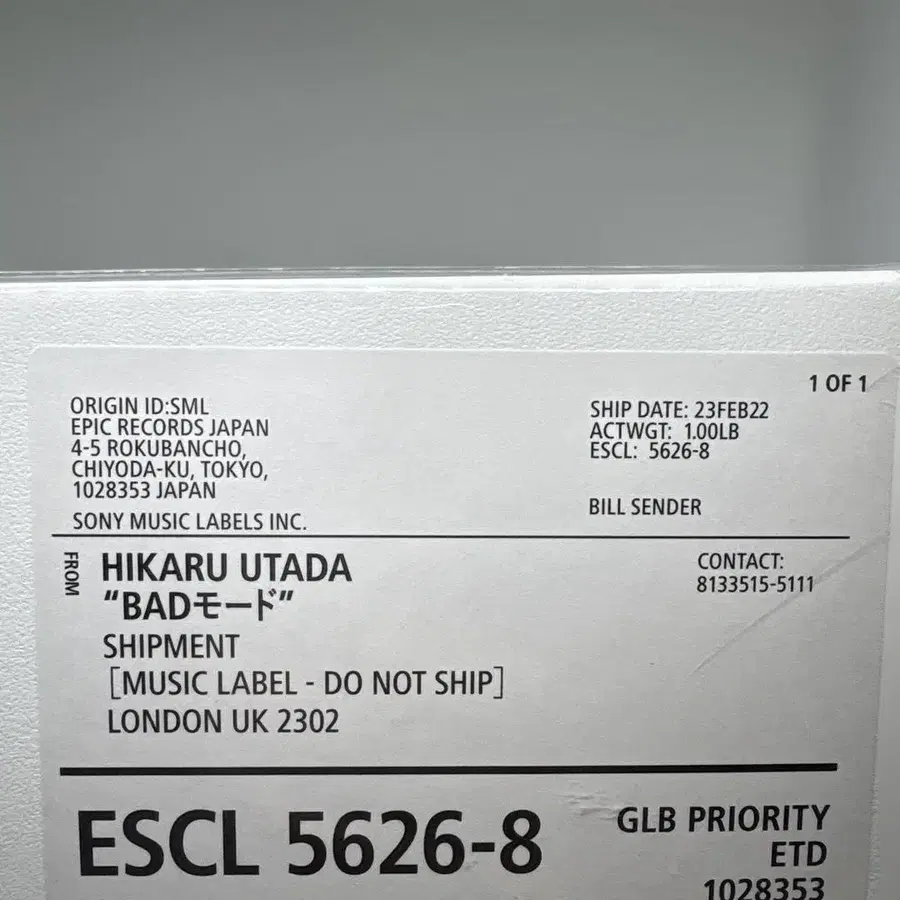 1 OF 1
ORIGIN ID:SML
EPIC RECORDS JAPAN
4-5 ROKUBANCHO,
CHIYODA-KU, TOKYO,
1028353 JAPAN
SONY MUSIC LABELS INC.
SHIP DATE: 23FEB22
ACTWGT: 1.00LB
ESCL: 5626-8
BILL SENDER
FROM
HIKARU UTADA
“BADモード”
SHIPMENT
[MUSIC LABEL - DO NOT SHIP]
LONDON UK 2302
CONTACT:
8133515-5111
ESCL 5626-8
GLB PRIORITY
ETD
1028353